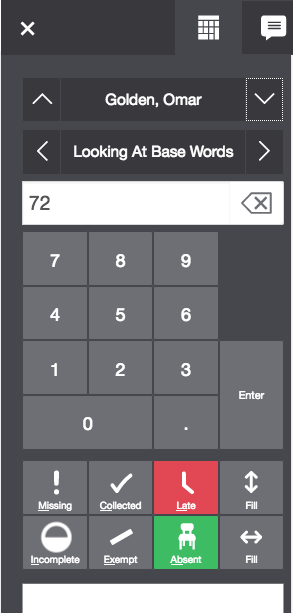 Golden, Omar
Looking At Base Words
72
7 8 9
4 5 6
1 2 3
Enter
0 .
Missing Collected Late Fill
Incomplete Exempt Absent Fill